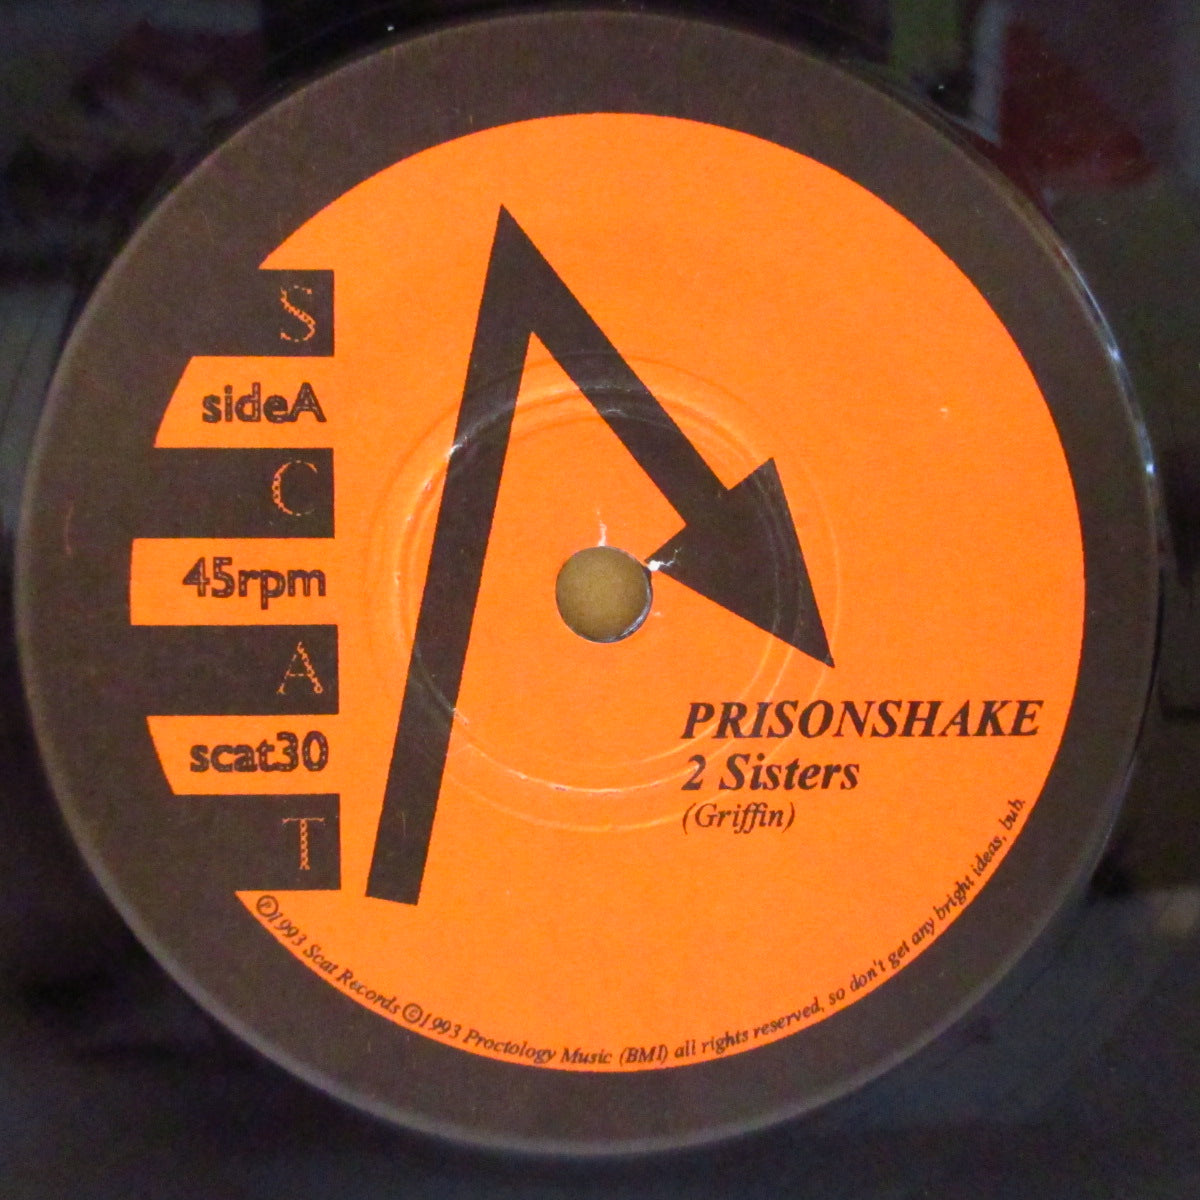 S
sideA
C
45rpm
A
scat30
T
PRISONSHAKE
2 Sisters
(Griffin)
℗1993 Scat Records ©1993 Proctology Music (BMI) all rights reserved, so don't get any bright ideas, bub.